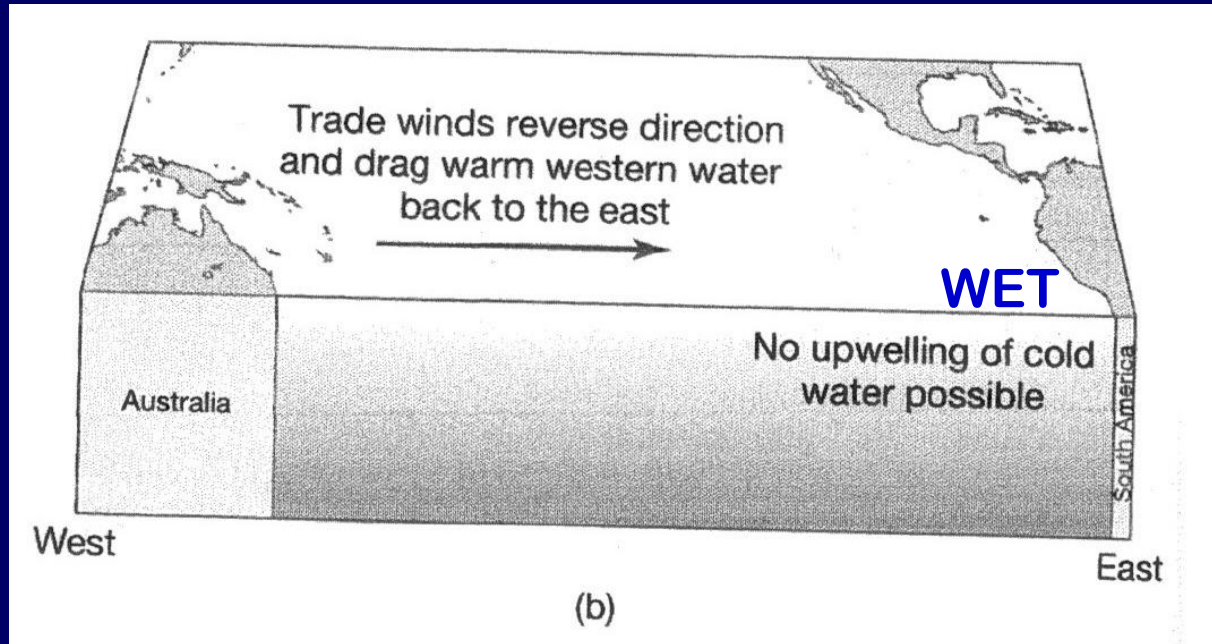 Trade winds reverse direction
and drag warm western water
back to the east
WET
No upwelling of cold
water possible
Australia
South America
West
East
(b)